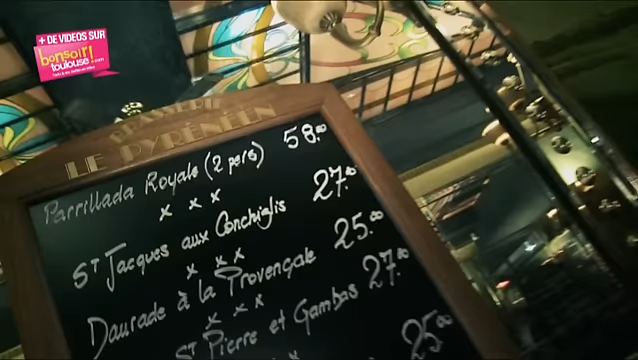 + DE VIDEOS SUR
bonsoir!
toulouse.com
BRASSERIE
LE PYRÉNÉEN
Parrillada Royale (2 pers) 58.00
x x x
St Jacques aux Conchiglis 27.00
x x x
Daurade à la Provençale 25.00
x x x
St Pierre et Gambas 27.00
25.00